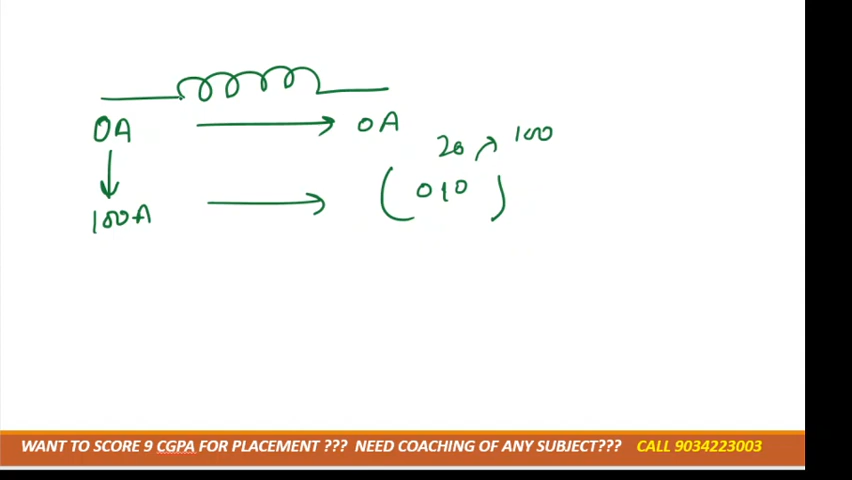 0A 0A
20 100
100A ( 0 10 )
WANT TO SCORE 9 CGPA FOR PLACEMENT ??? NEED COACHING OF ANY SUBJECT??? CALL 9034223003